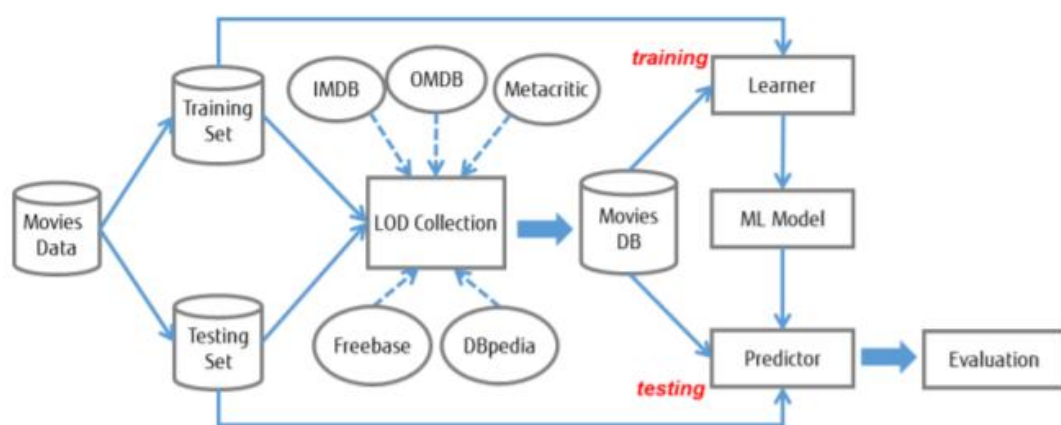 training
IMDB
OMDB
Metacritic
Learner
Training
Set
Movies
Data
LOD Collection
Movies
DB
ML Model
Testing
Set
Freebase
DBpedia
Predictor
Evaluation
testing